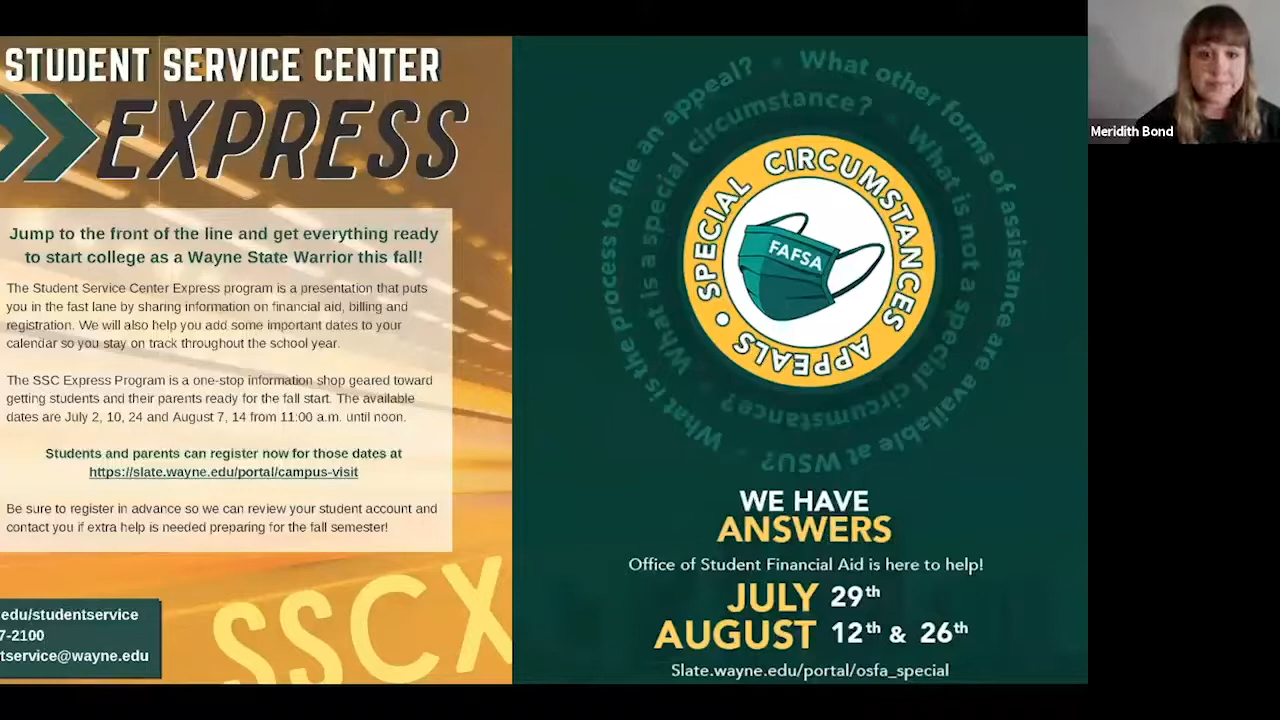 STUDENT SERVICE CENTER
EXPRESS
Jump to the front of the line and get everything ready
to start college as a Wayne State Warrior this fall!
The Student Service Center Express program is a presentation that puts
you in the fast lane by sharing information on financial aid, billing and
registration. We will also help you add some important dates to your
calendar so you stay on track throughout the school year.
The SSC Express Program is a one-stop information shop geared toward
getting students and their parents ready for the fall start. The available
dates are July 2, 10, 24 and August 7, 14 from 11:00 a.m. until noon.
Students and parents can register now for those dates at
https://slate.wayne.edu/portal/campus-visit
Be sure to register in advance so we can review your student account and
contact you if extra help is needed preparing for the fall semester!
SSCX
.edu/studentservice
7-2100
tservice@wayne.edu
What is the process to file an appeal?
What other forms of assistance are available at WSU?
What is a special circumstance?
What is not a special circumstance?
SPECIAL CIRCUMSTANCES APPEALS
FAFSA
WE HAVE
ANSWERS
Office of Student Financial Aid is here to help!
JULY 29th
AUGUST 12th & 26th
Slate.wayne.edu/portal/osfa_special
Meridith Bond